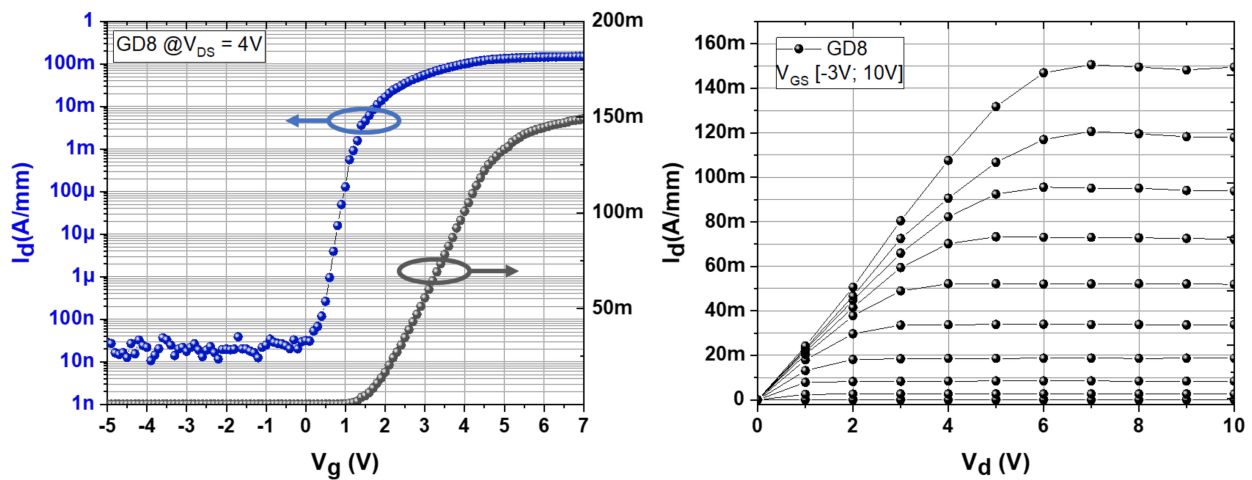 1
100m
10m
1m
100µ
10µ
1µ
100n
10n
1n
I_d(A/mm)
GD8 @V_DS = 4V
200m
150m
100m
50m
-5 -4 -3 -2 -1 0 1 2 3 4 5 6 7
V_g (V)
160m
140m
120m
100m
80m
60m
40m
20m
0
I_d(A/mm)
GD8
V_GS [-3V; 10V]
0 2 4 6 8 10
V_d (V)